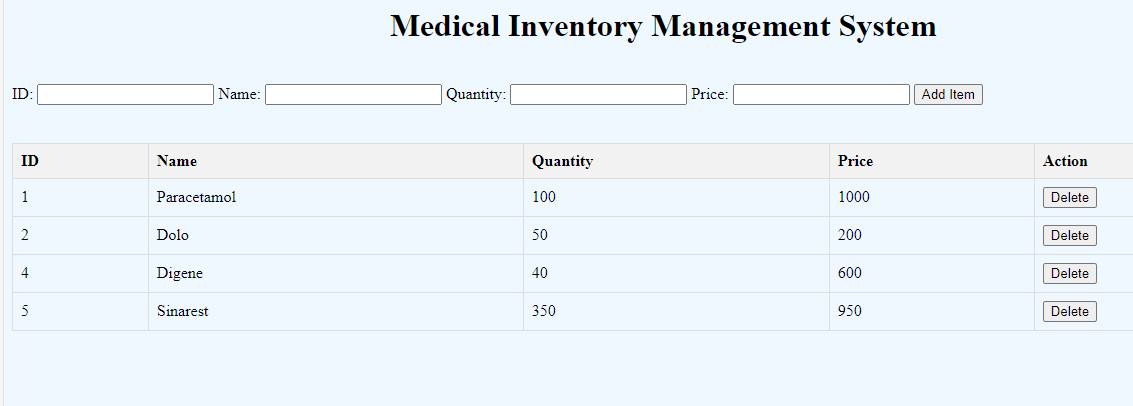 Medical Inventory Management System
ID: Name: Quantity: Price: Add Item
ID Name Quantity Price Action
1 Paracetamol 100 1000 Delete
2 Dolo 50 200 Delete
4 Digene 40 600 Delete
5 Sinarest 350 950 Delete